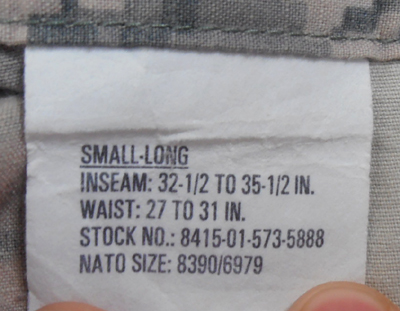 SMALL-LONG
INSEAM: 32-1/2 TO 35-1/2 IN.
WAIST: 27 TO 31 IN.
STOCK NO.: 8415-01-573-5888
NATO SIZE: 8390/6979